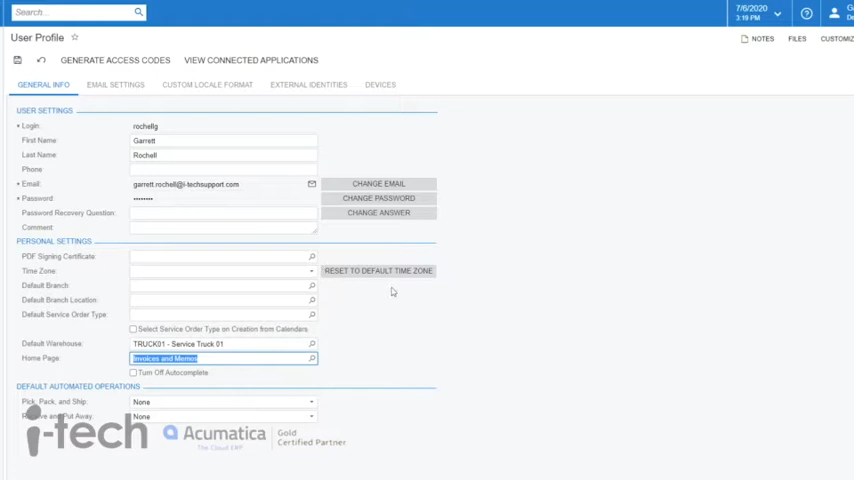 Search...
7/6/2020
3:19 PM
User Profile
NOTES FILES CUSTOMIZ
GENERATE ACCESS CODES VIEW CONNECTED APPLICATIONS
GENERAL INFO EMAIL SETTINGS CUSTOM LOCALE FORMAT EXTERNAL IDENTITIES DEVICES
USER SETTINGS
Login: rochellg
First Name: Garrett
Last Name: Rochell
Phone:
Email: garrett.rochell@i-techsupport.com CHANGE EMAIL
Password: •••••••• CHANGE PASSWORD
Password Recovery Question: CHANGE ANSWER
Comment
PERSONAL SETTINGS
PDF Signing Certificate:
Time Zone: RESET TO DEFAULT TIME ZONE
Default Branch:
Default Branch Location:
Default Service Order Type:
Select Service Order Type on Creation from Calendars
Default Warehouse: TRUCK01 - Service Truck 01
Home Page: Invoices and Memos
Turn Off Autocomplete
DEFAULT AUTOMATED OPERATIONS
Pick, Pack, and Ship: None
Receive and Put Away: None
i-tech Acumatica Gold
The Cloud ERP Certified Partner